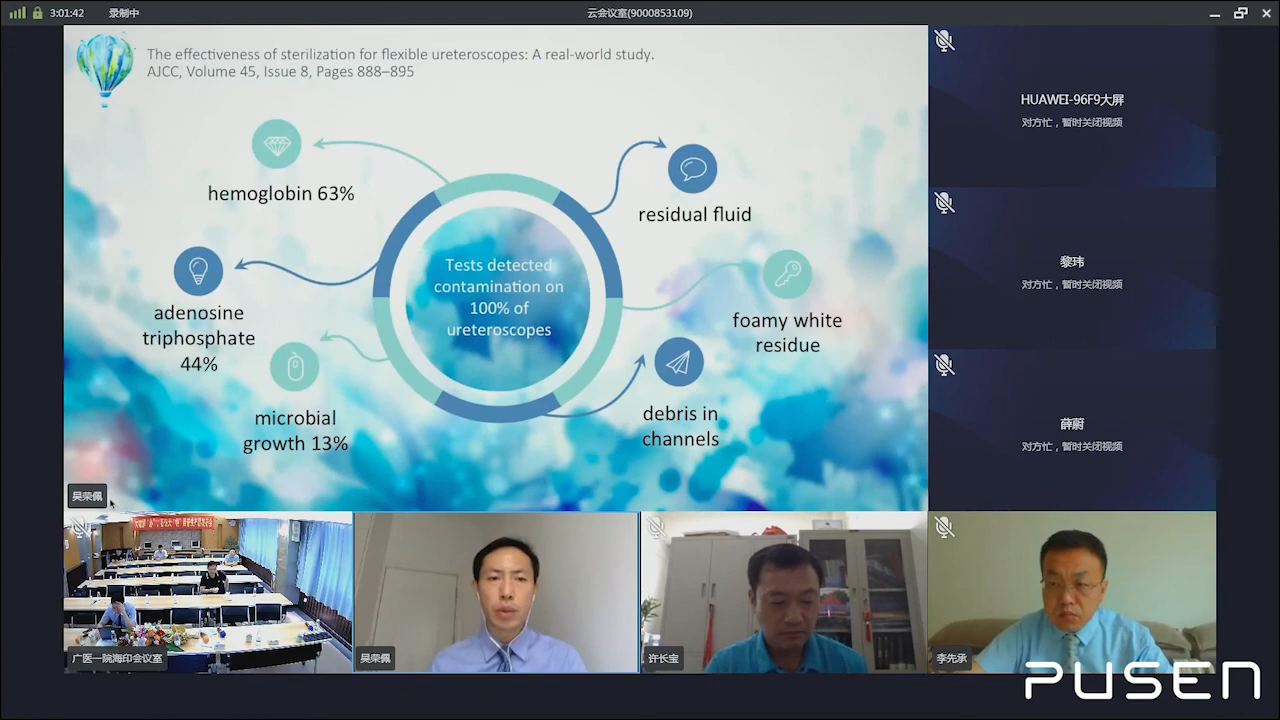 3:01:42 录制中 云会议室(9000853109)
The effectiveness of sterilization for flexible ureteroscopes: A real-world study.
AJCC, Volume 45, Issue 8, Pages 888–895
hemoglobin 63%
adenosine
triphosphate
44%
microbial
growth 13%
Tests detected
contamination on
100% of
ureteroscopes
residual fluid
foamy white
residue
debris in
channels
吴荣佩
HUAWEI-96F9大屏
对方忙，暂时关闭视频
黎玮
对方忙，暂时关闭视频
薛蔚
对方忙，暂时关闭视频
广医一院海印会议室
吴荣佩
许长宝
李先承
PUSEN